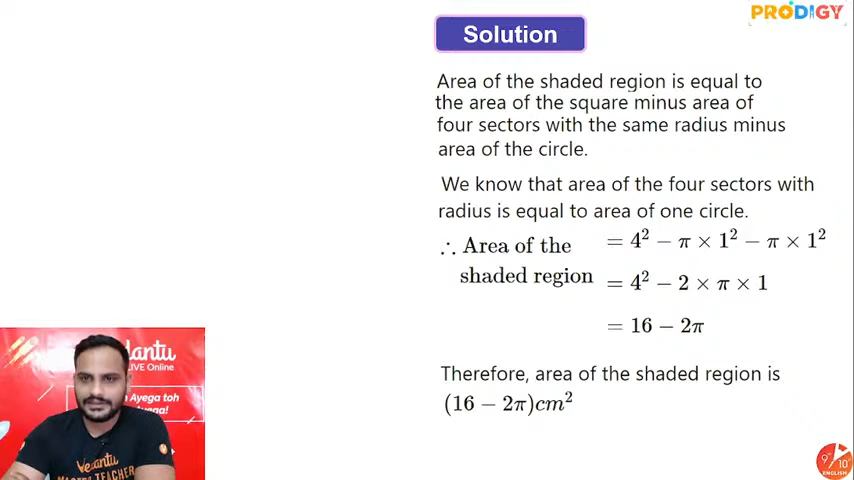 PRODIGY
Solution
Area of the shaded region is equal to
the area of the square minus area of
four sectors with the same radius minus
area of the circle.
We know that area of the four sectors with
radius is equal to area of one circle.
∴ Area of the = 4² − π × 1² − π × 1²
shaded region = 4² − 2 × π × 1
= 16 − 2π
Therefore, area of the shaded region is
(16 − 2π)cm²
LIVE Online
Ayega toh
Vedantu
MASTER TEACHER
9th 10th